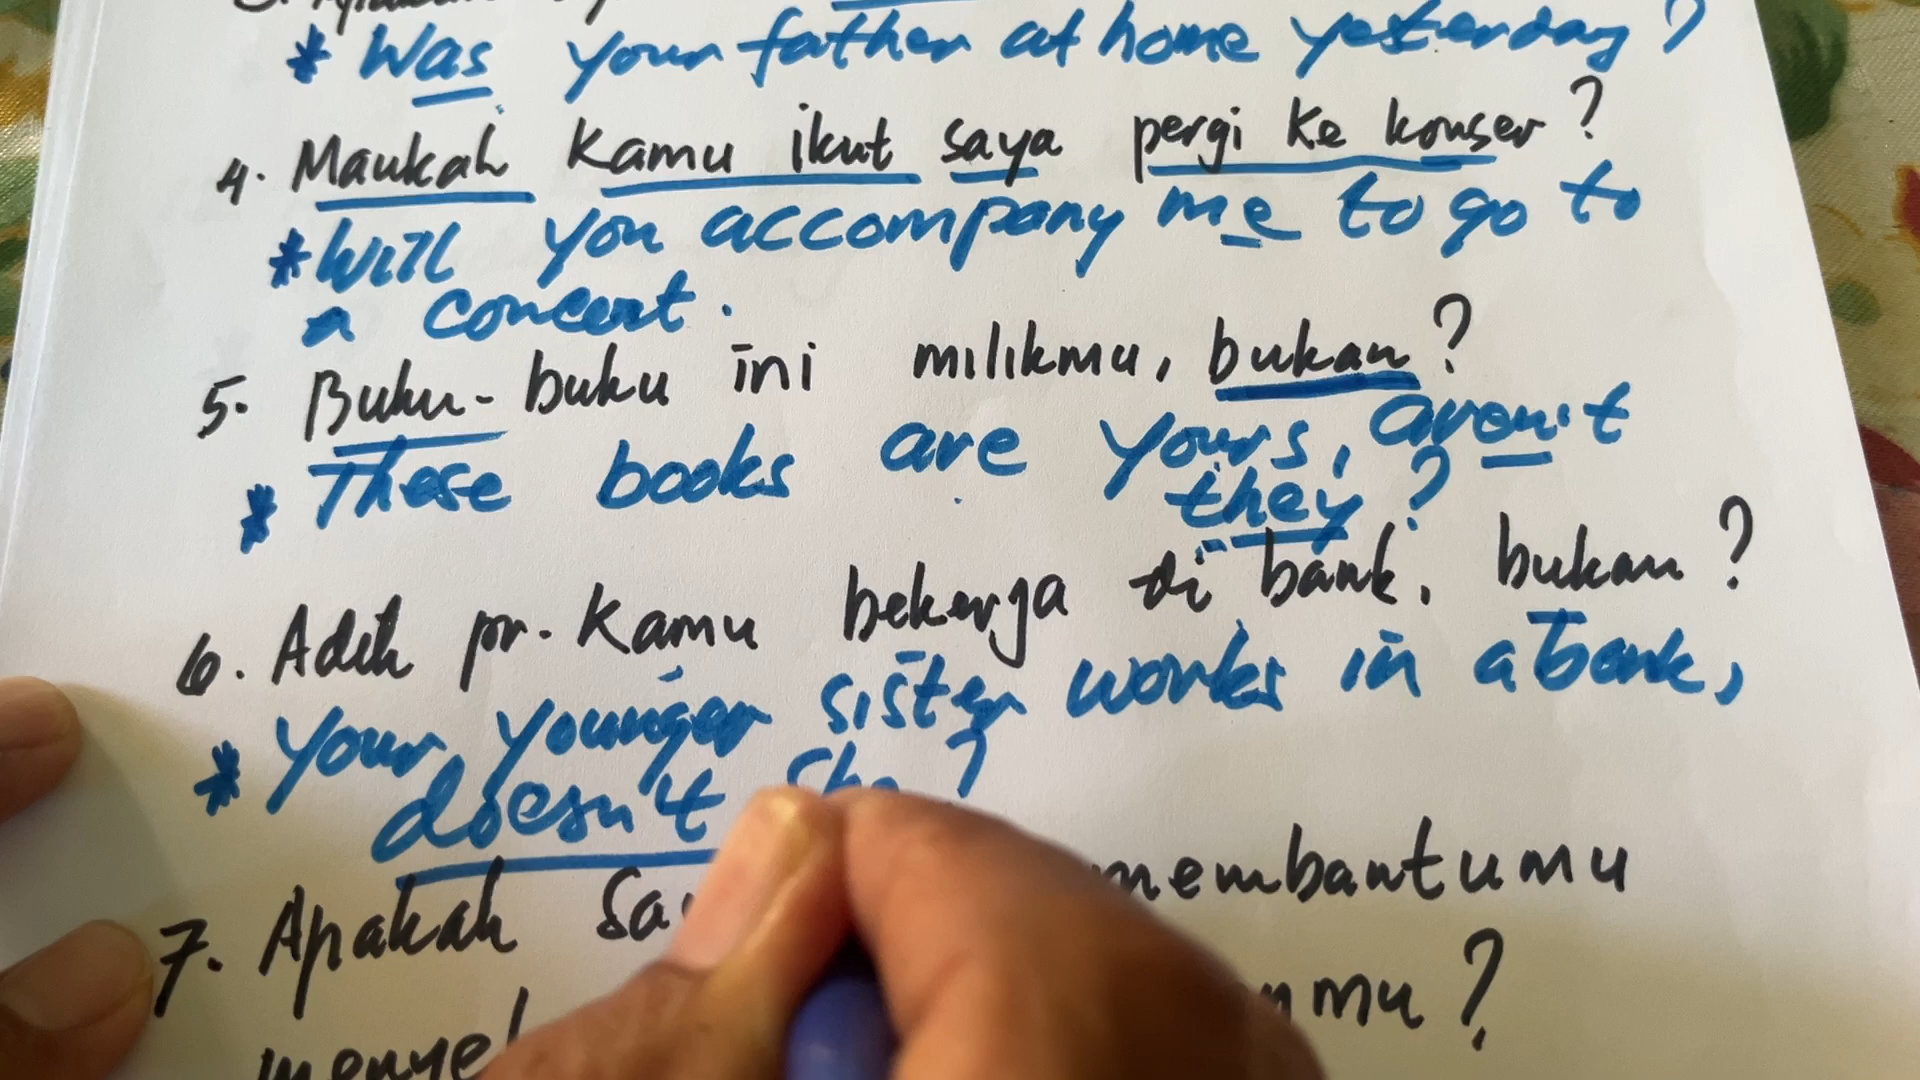 * Was your father at home yesterday?
4. Maukah kamu ikut saya pergi ke konser?
* Will you accompany me to go to
a concert.
5. Buku-buku ini milikmu, bukan?
* These books are yours, aren't
they?
6. Adik pr. kamu bekerja di bank, bukan?
* Your younger sister works in a bank,
doesn't she?
7. Apakah membantumu